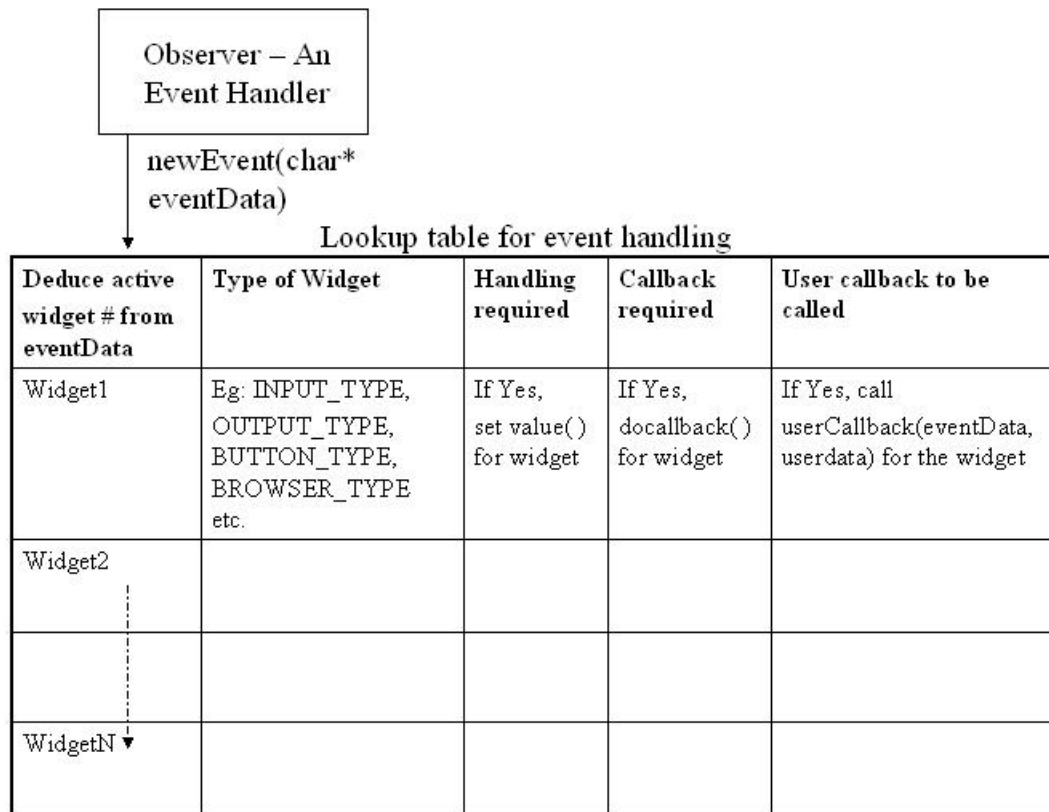 Observer – An
Event Handler
newEvent(char*
eventData)
Lookup table for event handling
Deduce active
widget # from
eventData
Type of Widget
Handling
required
Callback
required
User callback to be
called
Widget1
Eg: INPUT_TYPE,
OUTPUT_TYPE,
BUTTON_TYPE,
BROWSER_TYPE
etc.
If Yes,
set value( )
for widget
If Yes,
docallback( )
for widget
If Yes, call
userCallback(eventData,
userdata) for the widget
Widget2
WidgetN